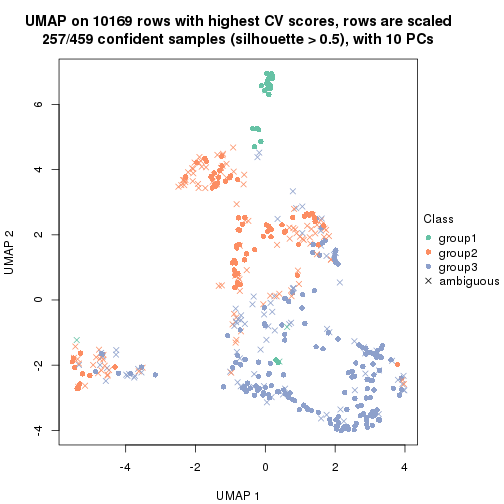 UMAP on 10169 rows with highest CV scores, rows are scaled
257/459 confident samples (silhouette > 0.5), with 10 PCs
6
4
2
0
-2
-4
UMAP 2
-4
-2
0
2
4
UMAP 1
Class
group1
group2
group3
ambiguous